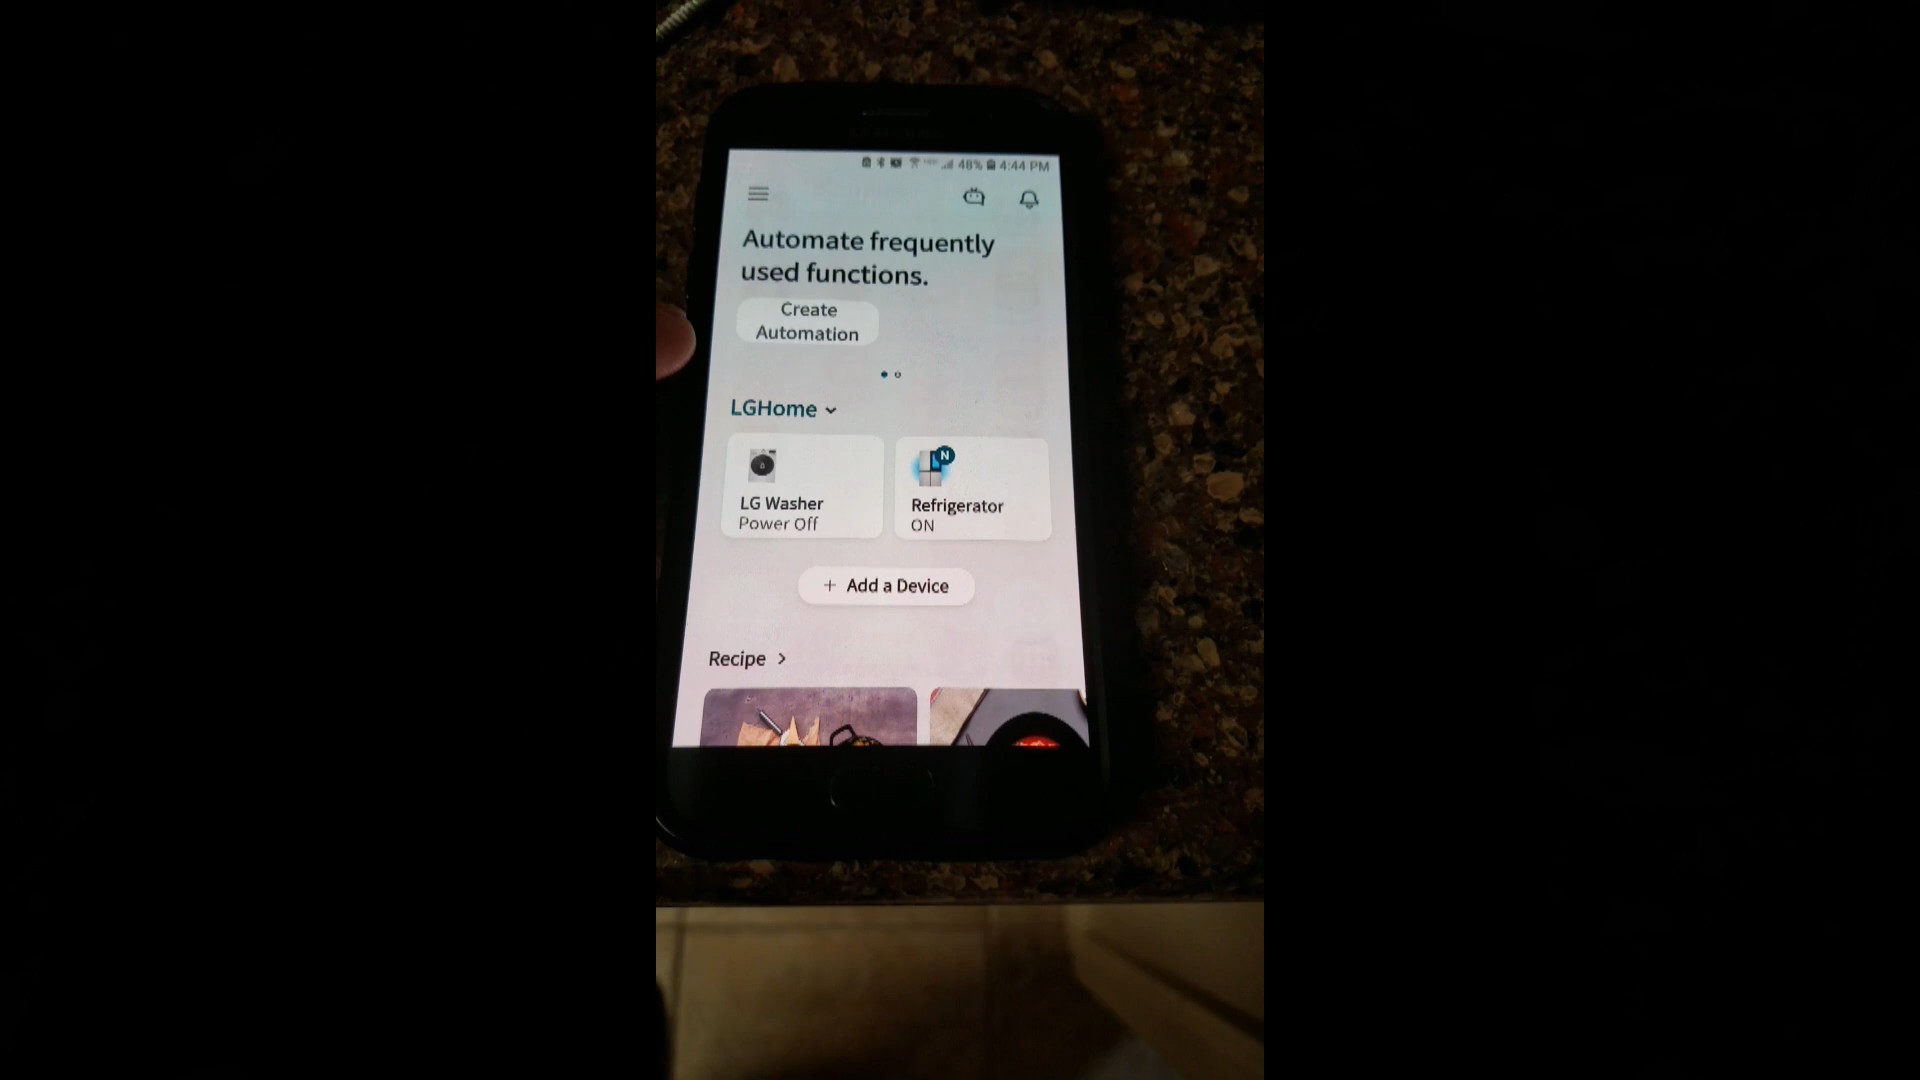 48% 4:44 PM
Automate frequently
used functions.
Create
Automation
LGHome
N
LG Washer
Power Off
Refrigerator
ON
+ Add a Device
Recipe >